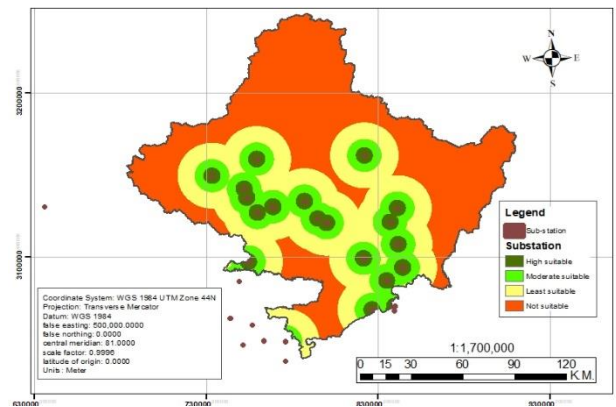 N
W E
S
3200000
3100000
3000000
Legend
Sub-station
Substation
High suitable
Moderate suitable
Least suitable
Not suitable
Coordinate System: WGS 1984 UTM Zone 44N
Projection: Transverse Mercator
Datum: WGS 1984
false easting: 500,000.0000
false northing: 0.0000
central meridian: 81.0000
scale factor: 0.9996
latitude of origin: 0.0000
Units: Meter
1:1,700,000
0 15 30 60 90 120
K.M.
630000 730000 830000 930000